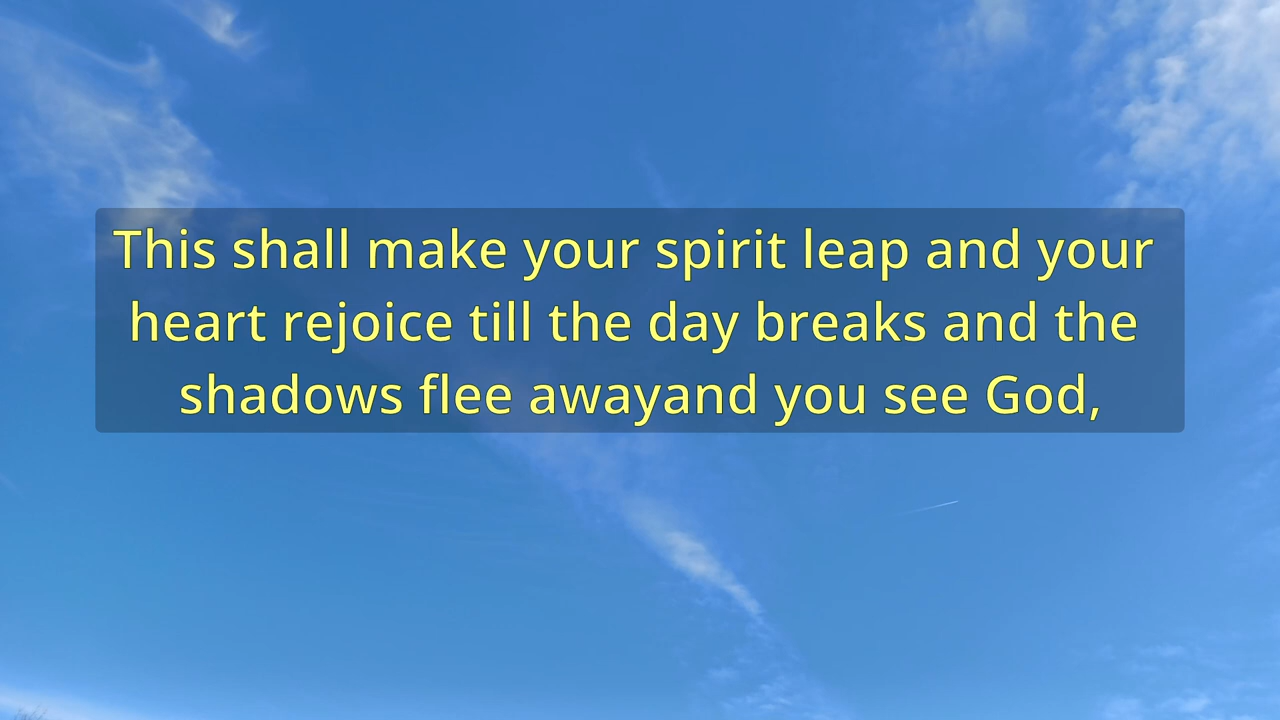 This shall make your spirit leap and your
heart rejoice till the day breaks and the
shadows flee awayand you see God,